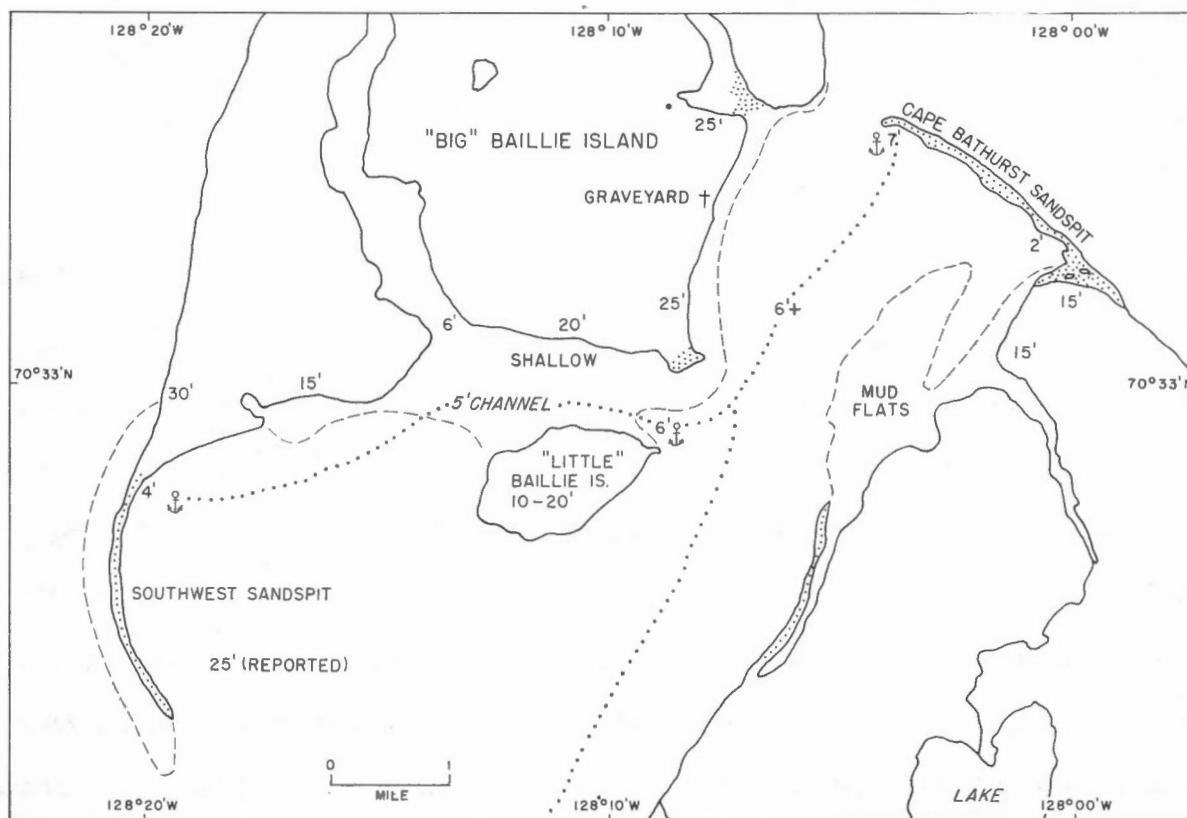 128°20'W
128°10'W
128°00'W
"BIG" BAILLIE ISLAND
25'
7'
CAPE BATHURST SANDSPIT
GRAVEYARD
2'
15'
25'
6'
6'
20'
15'
SHALLOW
70°33'N
30'
15'
5' CHANNEL
MUD
FLATS
70°33'N
6'
"LITTLE"
BAILLIE IS.
10-20'
4'
SOUTHWEST SANDSPIT
25' (REPORTED)
0 1
MILE
LAKE
128°20'W
128°10'W
128°00'W